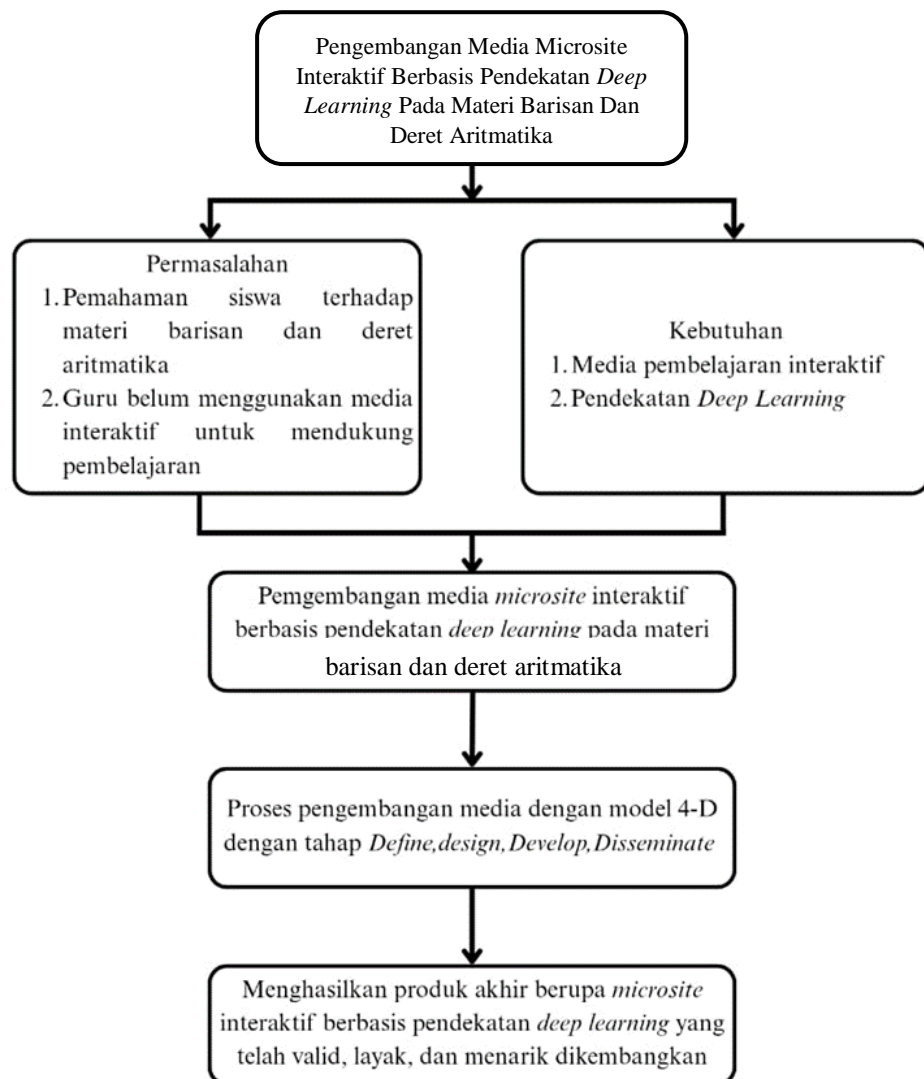 Pengembangan Media Microsite
Interaktif Berbasis Pendekatan Deep
Learning Pada Materi Barisan Dan
Deret Aritmatika
Permasalahan
1. Pemahaman siswa terhadap
materi barisan dan deret
aritmatika
2. Guru belum menggunakan media
interaktif untuk mendukung
pembelajaran
Kebutuhan
1. Media pembelajaran interaktif
2. Pendekatan Deep Learning
Pemgembangan media microsite interaktif
berbasis pendekatan deep learning pada materi
barisan dan deret aritmatika
Proses pengembangan media dengan model 4-D
dengan tahap Define,design,Develop,Disseminate
Menghasilkan produk akhir berupa microsite
interaktif berbasis pendekatan deep learning yang
telah valid, layak, dan menarik dikembangkan